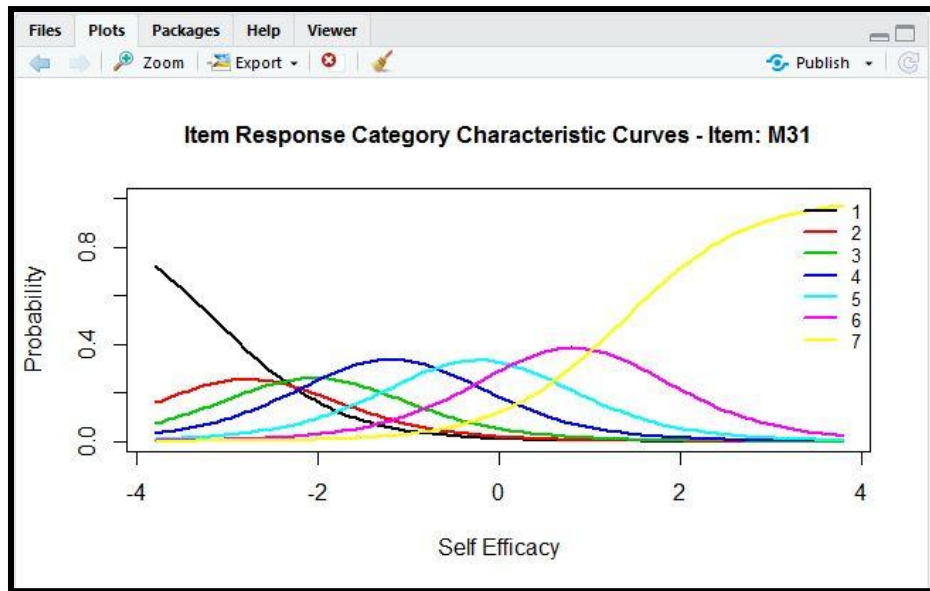 Files Plots Packages Help Viewer
Zoom Export Publish
Item Response Category Characteristic Curves - Item: M31
Probability
0.0 0.4 0.8
1
2
3
4
5
6
7
-4 -2 0 2 4
Self Efficacy